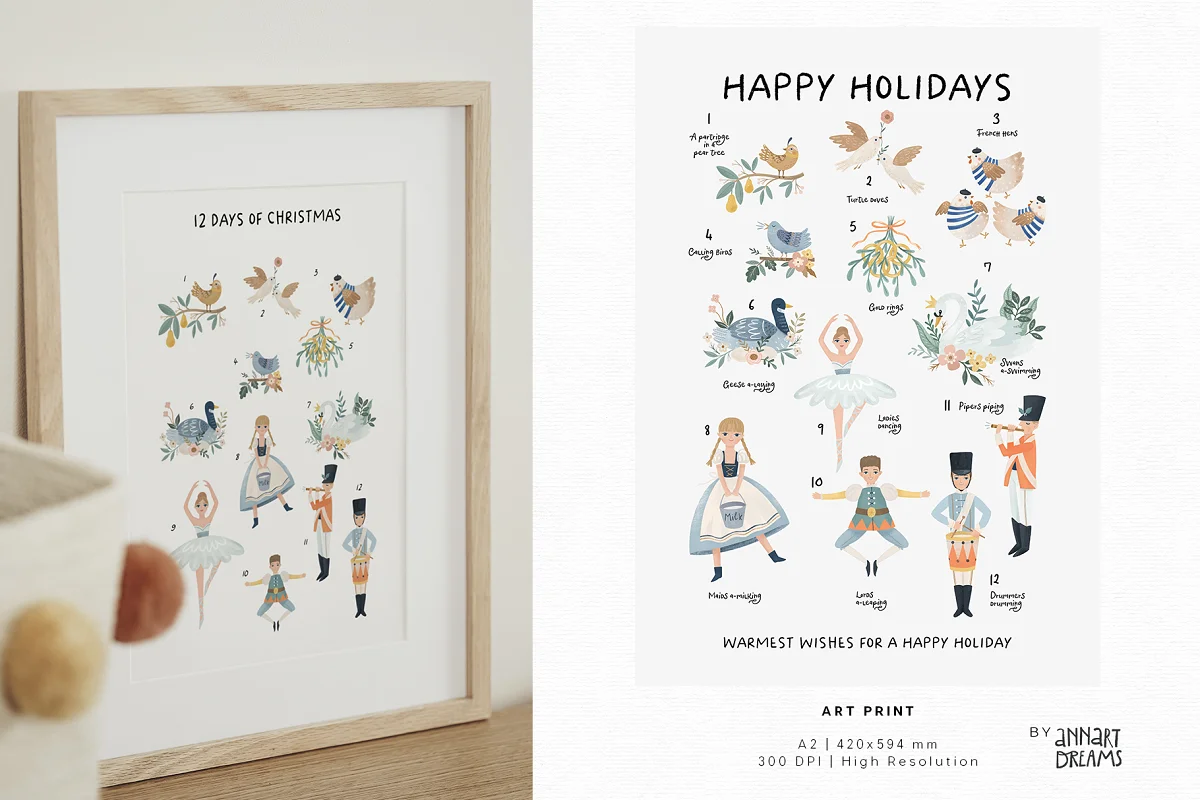 12 DAYS OF CHRISTMAS
1
2
3
4
5
6
7
8
Milk
9
10
11
12
HAPPY HOLIDAYS
1
A partridge
in a
pear tree
2
Turtle doves
3
French hens
4
Calling birds
5
Gold rings
6
Geese a-laying
7
Swans
a-swimming
8
Milk
Maids a-milking
9
Ladies
dancing
10
Lords
a-leaping
11 Pipers piping
12
Drummers
drumming
WARMEST WISHES FOR A HAPPY HOLIDAY
ART PRINT
A2 | 420x594 mm
300 DPI | High Resolution
BY ANNART
DREAMS